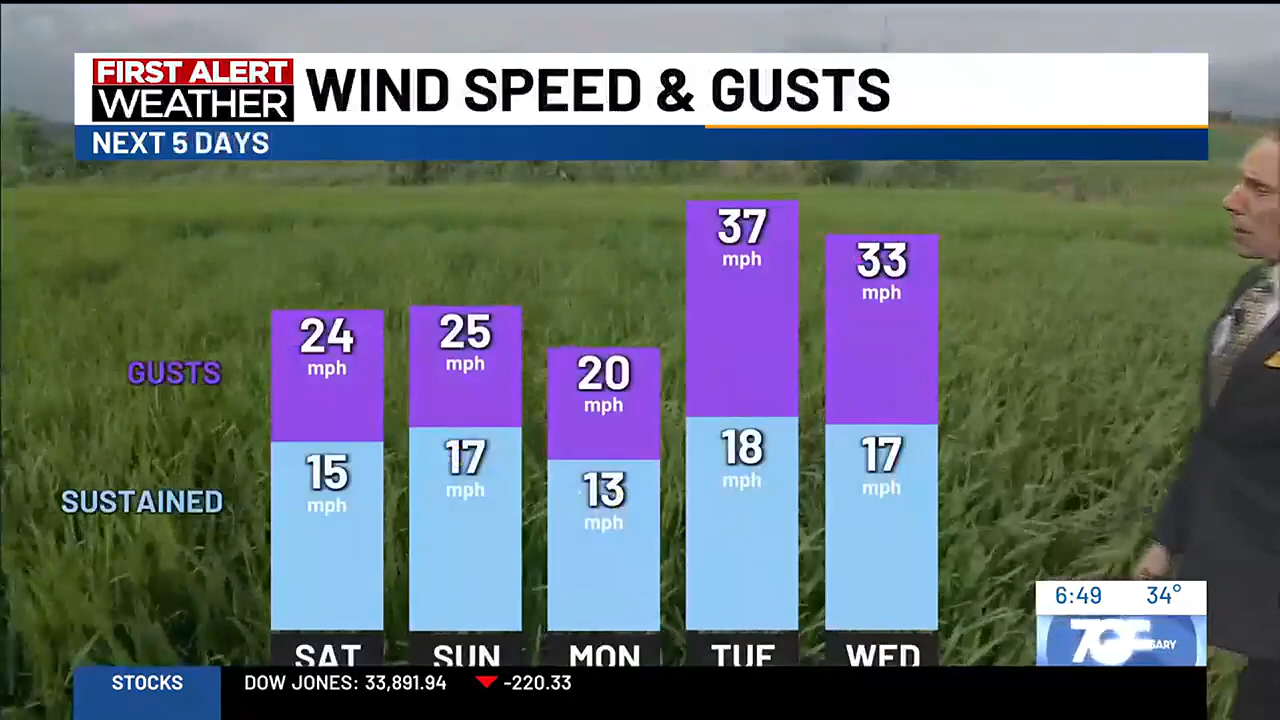 FIRST ALERT
WEATHER
WIND SPEED & GUSTS
NEXT 5 DAYS
37
mph
33
mph
24
mph
25
mph
20
mph
GUSTS
15
mph
17
mph
13
mph
18
mph
17
mph
SUSTAINED
SAT SUN MON TUE WED
6:49 34°
STOCKS DOW JONES: 33,891.94 -220.33